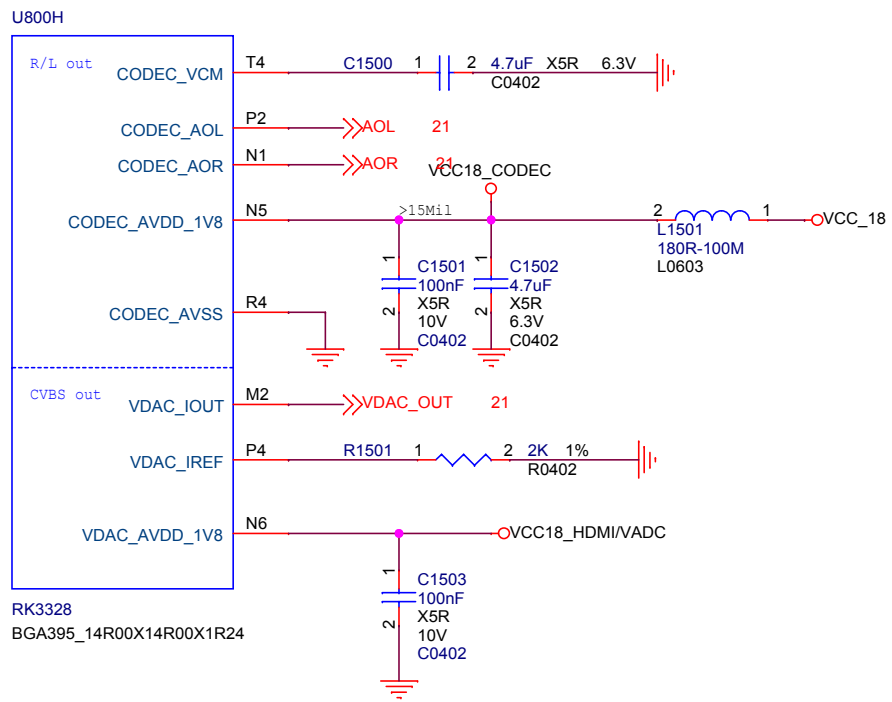 U800H
R/L out
CODEC_VCM T4 C1500 1 2 4.7uF X5R 6.3V
C0402
CODEC_AOL P2 AOL 21
CODEC_AOR N1 AOR 21
VCC18_CODEC
CODEC_AVDD_1V8 N5 >15Mil 2 1 VCC_18
L1501
180R-100M
L0603
1 C1501 1 C1502
100nF 4.7uF
X5R X5R
2 10V 2 6.3V
C0402 C0402
CODEC_AVSS R4
CVBS out
VDAC_IOUT M2 VDAC_OUT 21
VDAC_IREF P4 R1501 1 2 2K 1%
R0402
VDAC_AVDD_1V8 N6 VCC18_HDMI/VADC
1 C1503
100nF
X5R
2 10V
C0402
RK3328
BGA395_14R00X14R00X1R24